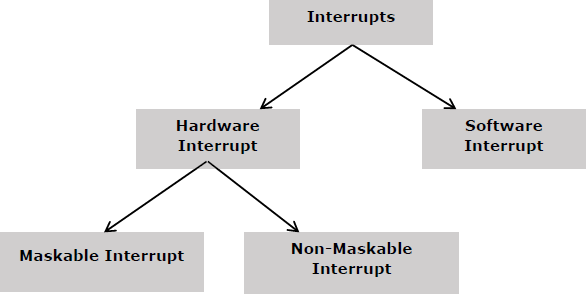 Interrupts
Hardware
Interrupt
Software
Interrupt
Maskable Interrupt
Non-Maskable
Interrupt